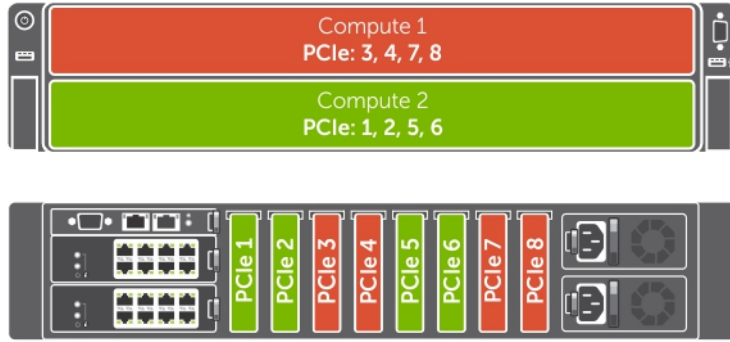 Compute 1
PCIe: 3, 4, 7, 8
Compute 2
PCIe: 1, 2, 5, 6
PCIe 1
PCIe 2
PCIe 3
PCIe 4
PCIe 5
PCIe 6
PCIe 7
PCIe 8